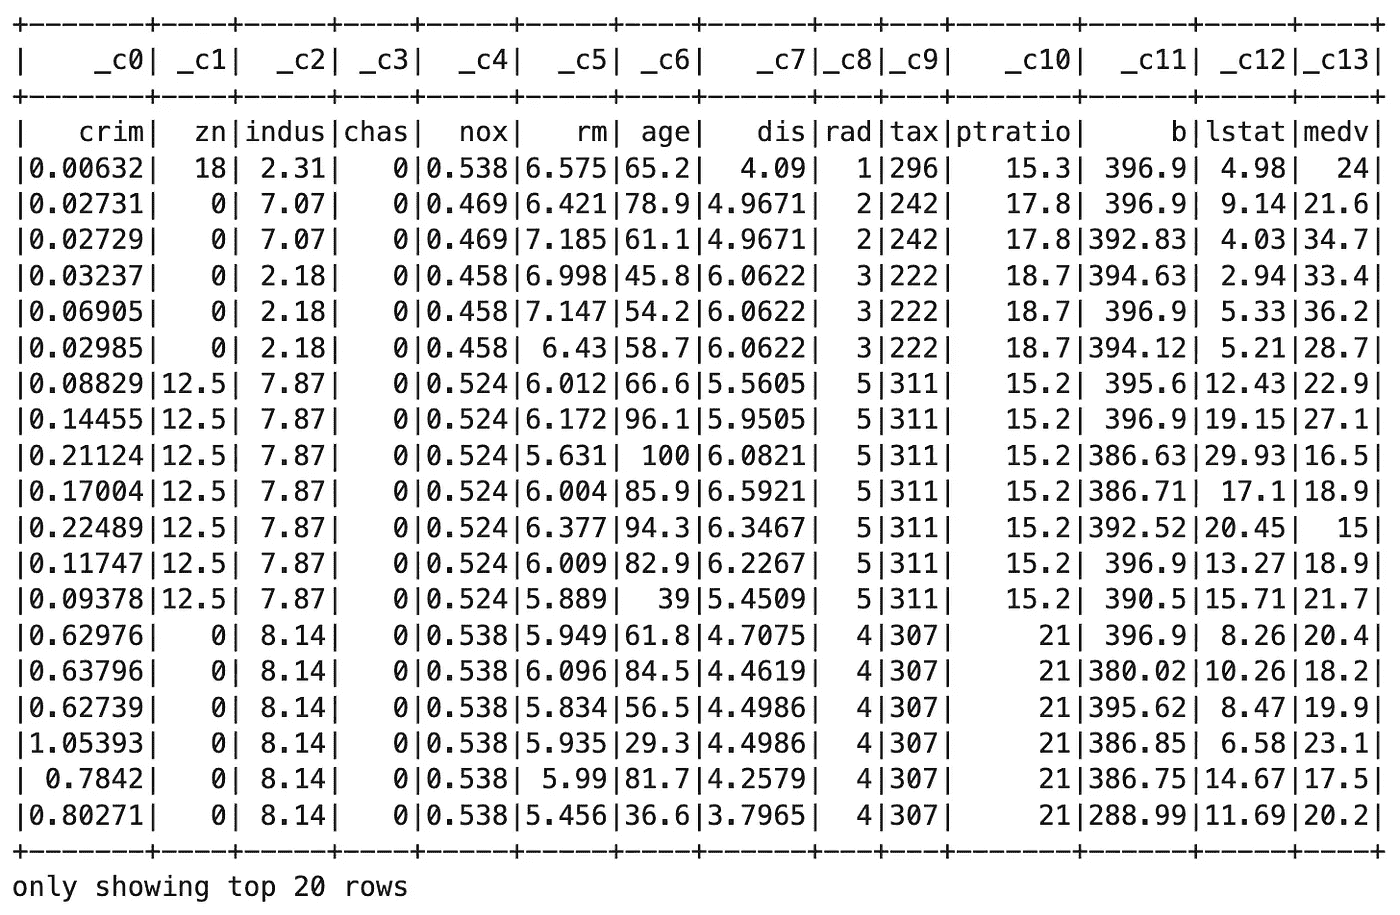 +-------+----+-----+----+-----+-----+----+------+---+---+-------+------+-----+----+
|    _c0| _c1|  _c2| _c3|  _c4|  _c5| _c6|   _c7|_c8|_c9|   _c10|  _c11| _c12|_c13|
+-------+----+-----+----+-----+-----+----+------+---+---+-------+------+-----+----+
|   crim|  zn|indus|chas|  nox|   rm| age|   dis|rad|tax|ptratio|     b|lstat|medv|
|0.00632|  18| 2.31|   0|0.538|6.575|65.2|  4.09|  1|296|   15.3| 396.9| 4.98|  24|
|0.02731|   0| 7.07|   0|0.469|6.421|78.9|4.9671|  2|242|   17.8| 396.9| 9.14|21.6|
|0.02729|   0| 7.07|   0|0.469|7.185|61.1|4.9671|  2|242|   17.8|392.83| 4.03|34.7|
|0.03237|   0| 2.18|   0|0.458|6.998|45.8|6.0622|  3|222|   18.7|394.63| 2.94|33.4|
|0.06905|   0| 2.18|   0|0.458|7.147|54.2|6.0622|  3|222|   18.7| 396.9| 5.33|36.2|
|0.02985|   0| 2.18|   0|0.458| 6.43|58.7|6.0622|  3|222|   18.7|394.12| 5.21|28.7|
|0.08829|12.5| 7.87|   0|0.524|6.012|66.6|5.5605|  5|311|   15.2| 395.6|12.43|22.9|
|0.14455|12.5| 7.87|   0|0.524|6.172|96.1|5.9505|  5|311|   15.2| 396.9|19.15|27.1|
|0.21124|12.5| 7.87|   0|0.524|5.631| 100|6.0821|  5|311|   15.2|386.63|29.93|16.5|
|0.17004|12.5| 7.87|   0|0.524|6.004|85.9|6.5921|  5|311|   15.2|386.71| 17.1|18.9|
|0.22489|12.5| 7.87|   0|0.524|6.377|94.3|6.3467|  5|311|   15.2|392.52|20.45|  15|
|0.11747|12.5| 7.87|   0|0.524|6.009|82.9|6.2267|  5|311|   15.2| 396.9|13.27|18.9|
|0.09378|12.5| 7.87|   0|0.524|5.889|  39|5.4509|  5|311|   15.2| 390.5|15.71|21.7|
|0.62976|   0| 8.14|   0|0.538|5.949|61.8|4.7075|  4|307|     21| 396.9| 8.26|20.4|
|0.63796|   0| 8.14|   0|0.538|6.096|84.5|4.4619|  4|307|     21|380.02|10.26|18.2|
|0.62739|   0| 8.14|   0|0.538|5.834|56.5|4.4986|  4|307|     21|395.62| 8.47|19.9|
|1.05393|   0| 8.14|   0|0.538|5.935|29.3|4.4986|  4|307|     21|386.85| 6.58|23.1|
| 0.7842|   0| 8.14|   0|0.538| 5.99|81.7|4.2579|  4|307|     21|386.75|14.67|17.5|
|0.80271|   0| 8.14|   0|0.538|5.456|36.6|3.7965|  4|307|     21|288.99|11.69|20.2|
+-------+----+-----+----+-----+-----+----+------+---+---+-------+------+-----+----+
only showing top 20 rows